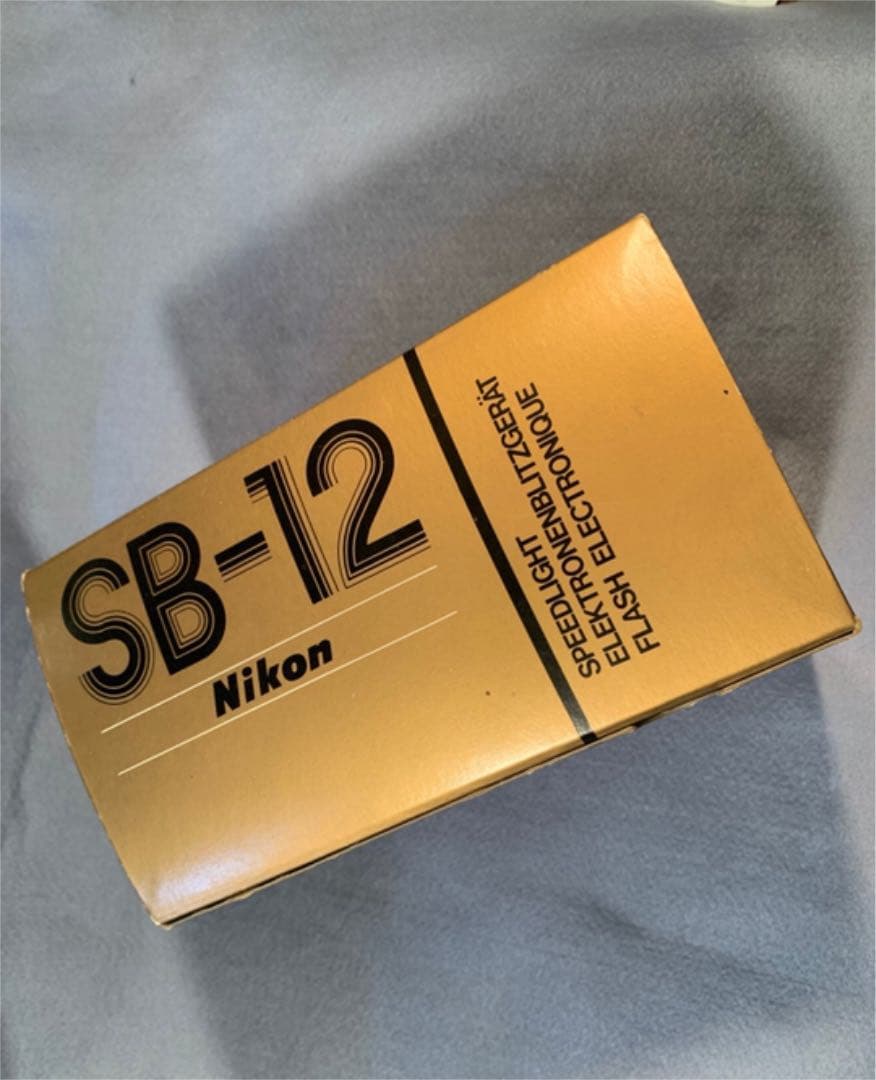 SB-12
Nikon
SPEEDLIGHT
ELEKTRONENBLITZGERÄT
FLASH ELECTRONIQUE